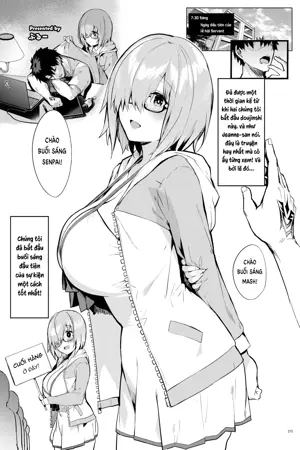 Presented by
7:30 Sáng
Ngày đầu tiên của
lễ hội Servant
Đã được một
thời gian kể từ
khi hai chúng tôi
bắt đầu doujinshi
này và, như
Jeanne-san nói,
đây là truyện
hay nhất mà cô
ấy từng xem! Và
bởi lẽ đó...
CHÀO
BUỔI SÁNG
SENPAI!
CHÀO
BUỔI SÁNG
MASH!
Chúng tôi
đã bắt đầu
buổi sáng
đầu tiên
của sự kiện
một cách
tốt nhất!
CUỐI HÀNG
Ở ĐÂY!